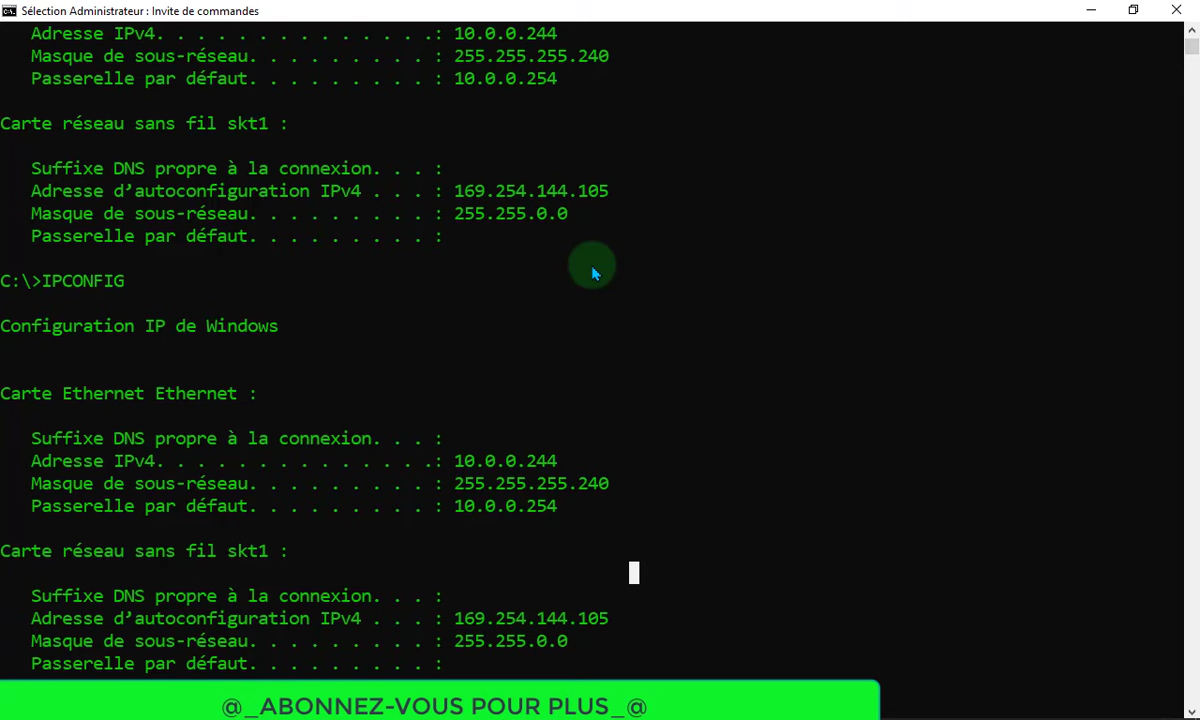 Sélection Administrateur : Invite de commandes
Adresse IPv4. . . . . . . . . . . . . .: 10.0.0.244
Masque de sous-réseau. . . . . . . . . : 255.255.255.240
Passerelle par défaut. . . . . . . . . : 10.0.0.254
Carte réseau sans fil skt1 :
Suffixe DNS propre à la connexion. . . :
Adresse d’autoconfiguration IPv4 . . . : 169.254.144.105
Masque de sous-réseau. . . . . . . . . : 255.255.0.0
Passerelle par défaut. . . . . . . . . :
C:\>IPCONFIG
Configuration IP de Windows
Carte Ethernet Ethernet :
Suffixe DNS propre à la connexion. . . :
Adresse IPv4. . . . . . . . . . . . . .: 10.0.0.244
Masque de sous-réseau. . . . . . . . . : 255.255.255.240
Passerelle par défaut. . . . . . . . . : 10.0.0.254
Carte réseau sans fil skt1 :
Suffixe DNS propre à la connexion. . . :
Adresse d’autoconfiguration IPv4 . . . : 169.254.144.105
Masque de sous-réseau. . . . . . . . . : 255.255.0.0
Passerelle par défaut. . . . . . . . . :
@_ABONNEZ-VOUS POUR PLUS_@